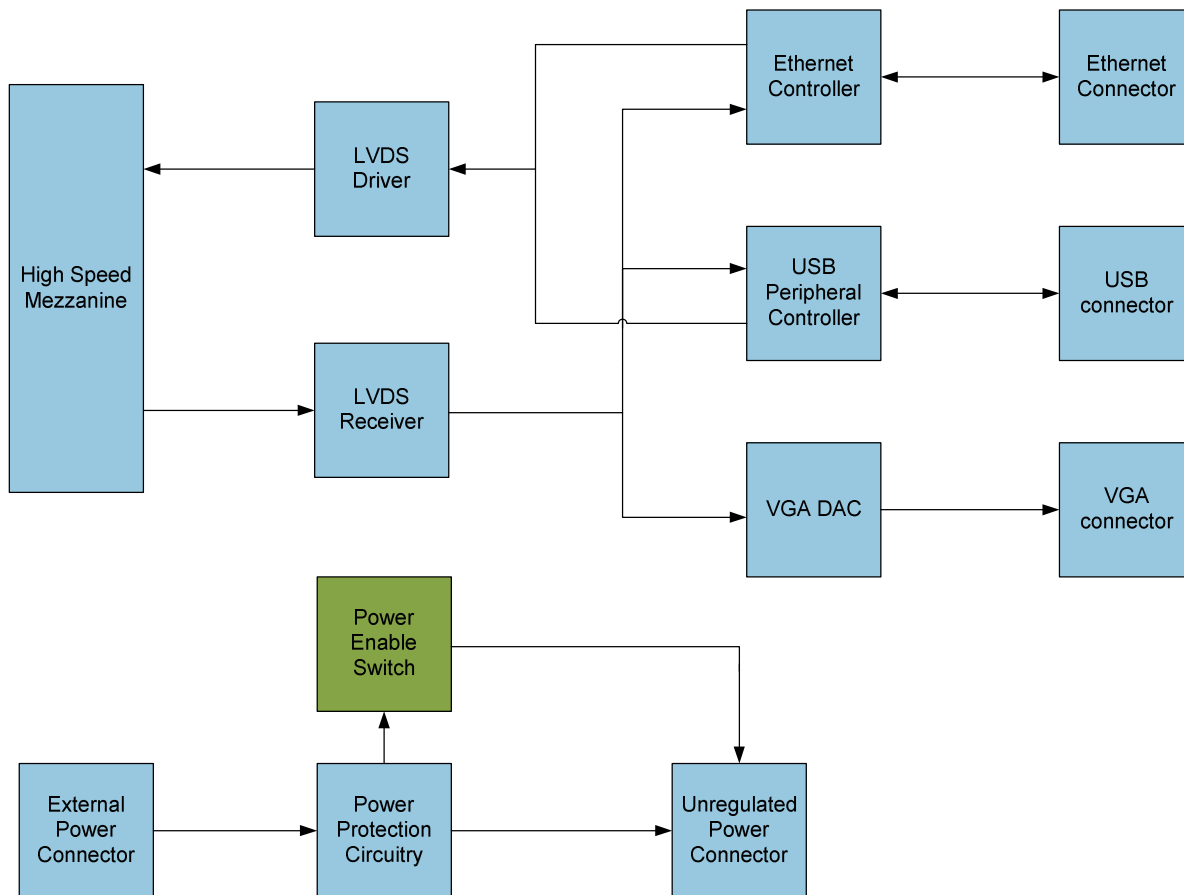 Ethernet
Controller
Ethernet
Connector
LVDS
Driver
High Speed
Mezzanine
USB
Peripheral
Controller
USB
connector
LVDS
Receiver
VGA DAC
VGA
connector
Power
Enable
Switch
External
Power
Connector
Power
Protection
Circuitry
Unregulated
Power
Connector